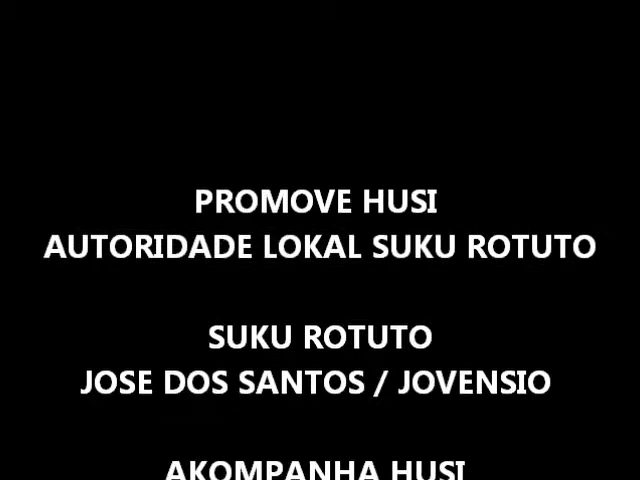 PROMOVE HUSI
AUTORIDADE LOKAL SUKU ROTUTO
SUKU ROTUTO
JOSE DOS SANTOS / JOVENSIO
AKOMPANHA HUSI